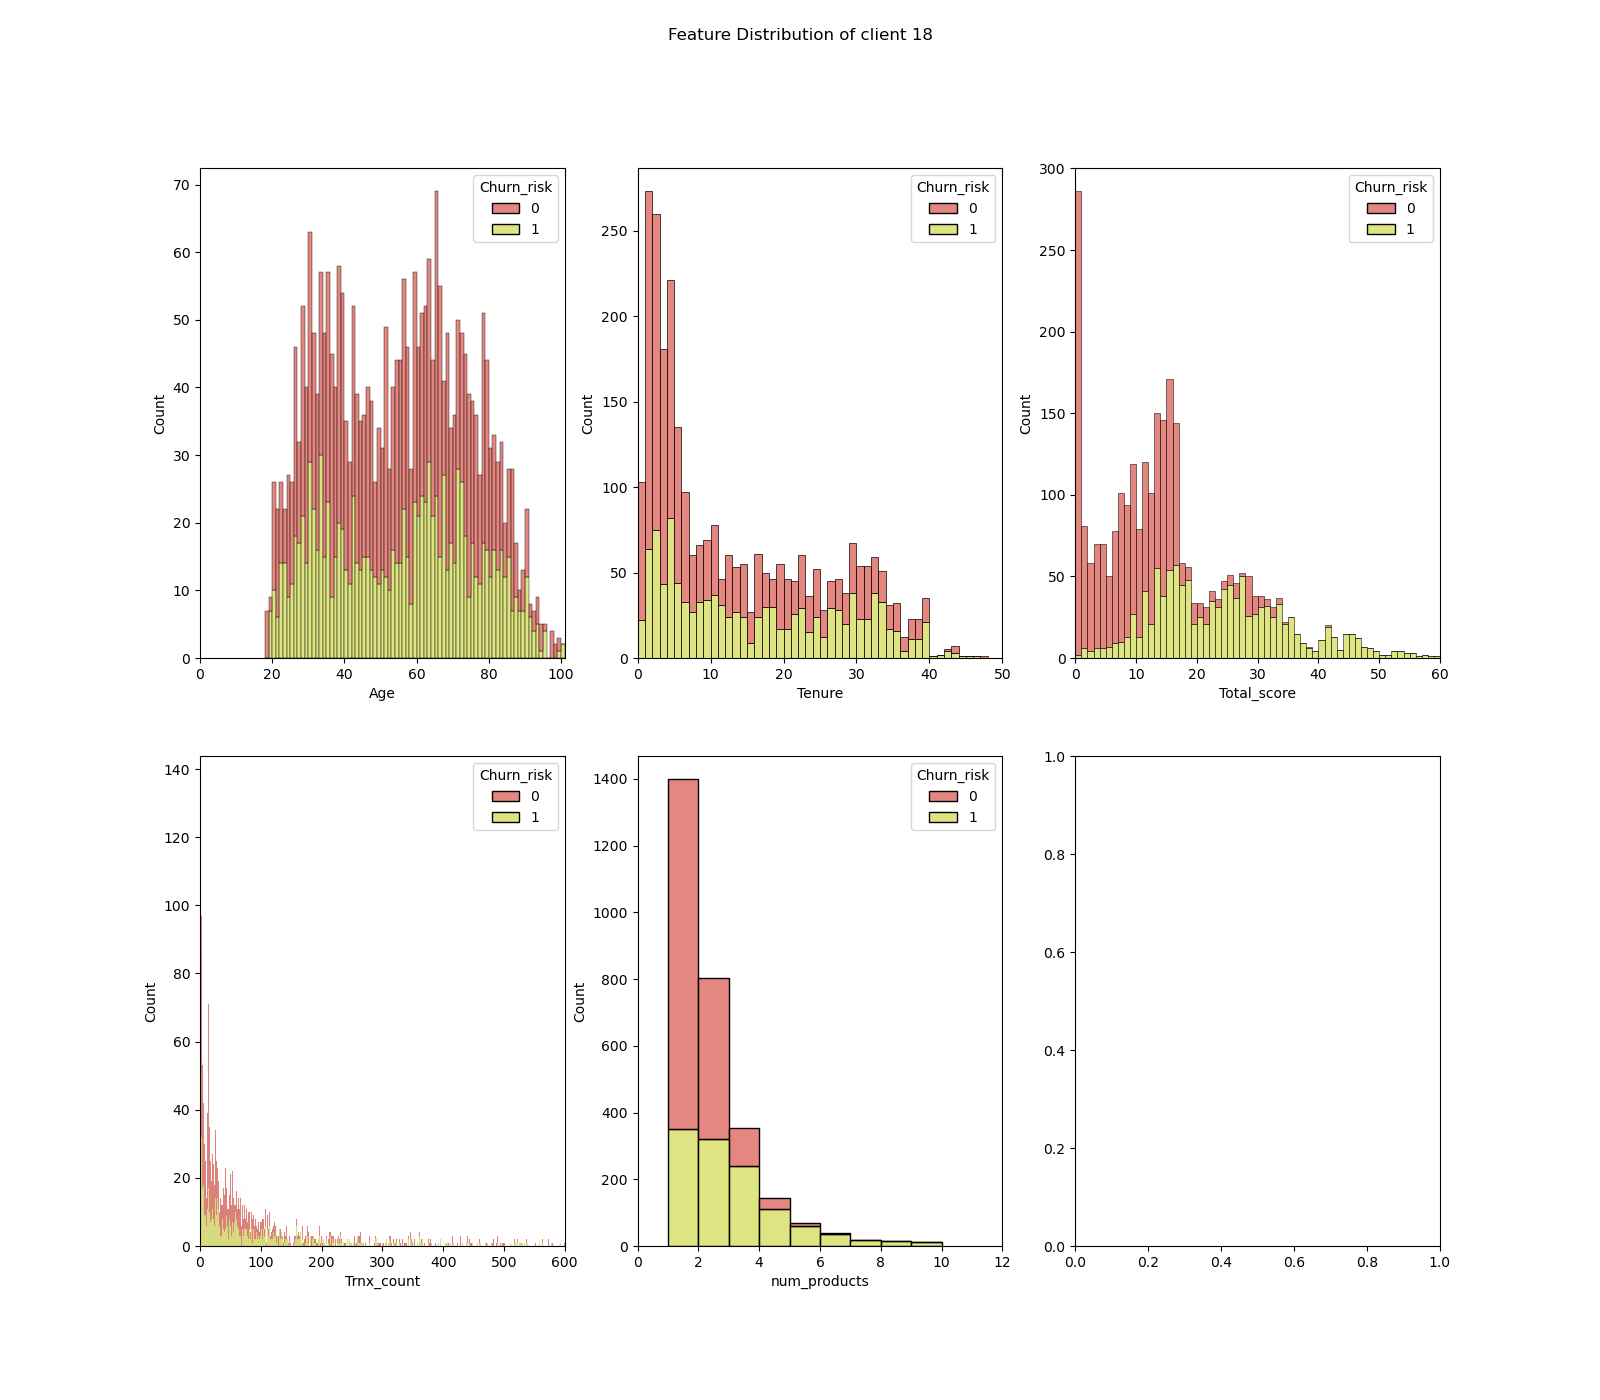 Feature Distribution of client 18
70
60
50
40
30
20
10
0
Count
0 20 40 60 80 100
Age
Churn_risk
0
1
250
200
150
100
50
0
Count
0 10 20 30 40 50
Tenure
Churn_risk
0
1
300
250
200
150
100
50
0
Count
0 10 20 30 40 50 60
Total_score
Churn_risk
0
1
140
120
100
80
60
40
20
0
Count
0 100 200 300 400 500 600
Trnx_count
Churn_risk
0
1
1400
1200
1000
800
600
400
200
0
Count
0 2 4 6 8 10 12
num_products
Churn_risk
0
1
1.0
0.8
0.6
0.4
0.2
0.0
0.0 0.2 0.4 0.6 0.8 1.0